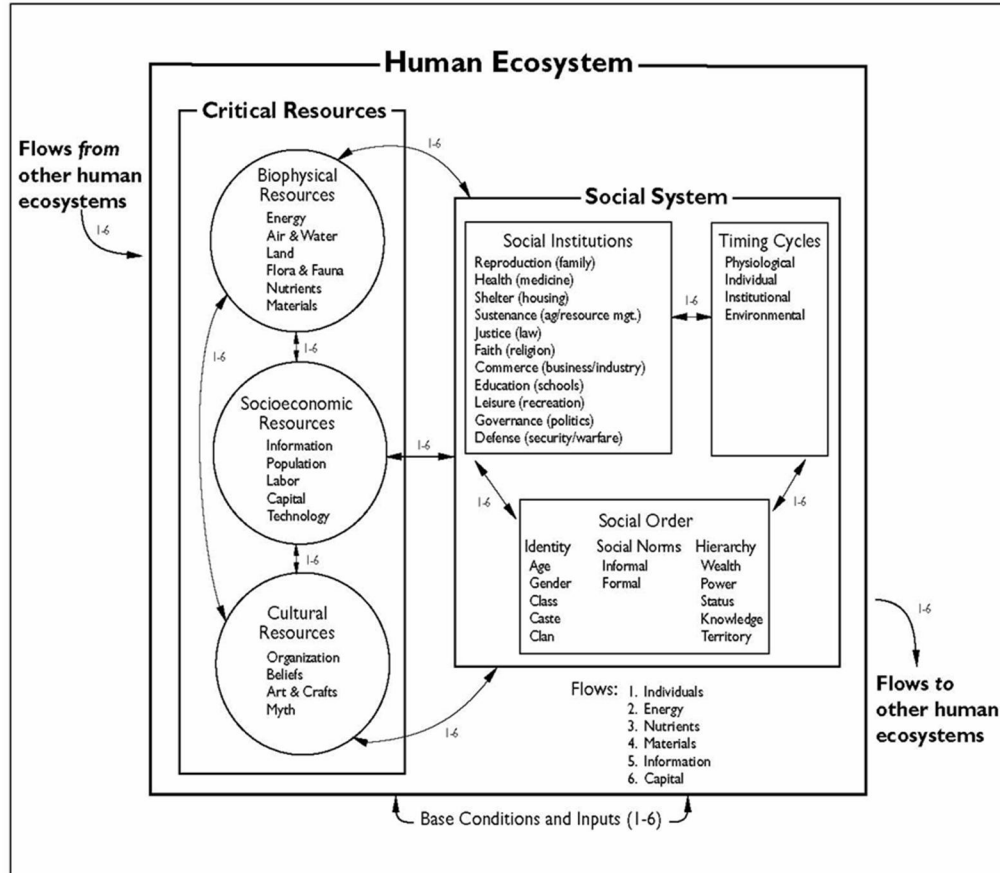 Human Ecosystem
Critical Resources
Flows from
other human
ecosystems
1-6
Biophysical
Resources
Energy
Air & Water
Land
Flora & Fauna
Nutrients
Materials
1-6
1-6
1-6
Socioeconomic
Resources
Information
Population
Labor
Capital
Technology
1-6
1-6
Cultural
Resources
Organization
Beliefs
Art & Crafts
Myth
1-6
Social System
Social Institutions
Reproduction (family)
Health (medicine)
Shelter (housing)
Sustenance (ag/resource mgt.)
Justice (law)
Faith (religion)
Commerce (business/industry)
Education (schools)
Leisure (recreation)
Governance (politics)
Defense (security/warfare)
1-6
Timing Cycles
Physiological
Individual
Institutional
Environmental
1-6
1-6
Social Order
Identity
Age
Gender
Class
Caste
Clan
Social Norms
Informal
Formal
Hierarchy
Wealth
Power
Status
Knowledge
Territory
Flows:
1. Individuals
2. Energy
3. Nutrients
4. Materials
5. Information
6. Capital
1-6
Flows to
other human
ecosystems
Base Conditions and Inputs (1-6)